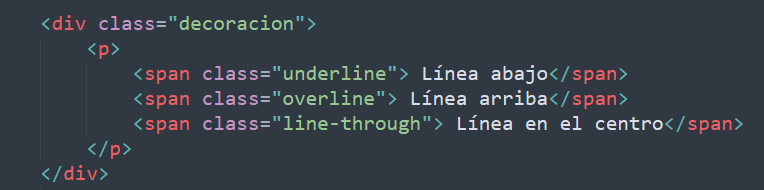 <div class="decoracion">
<p>
<span class="underline"> Línea abajo</span>
<span class="overline"> Línea arriba</span>
<span class="line-through"> Línea en el centro</span>
</p>
</div>